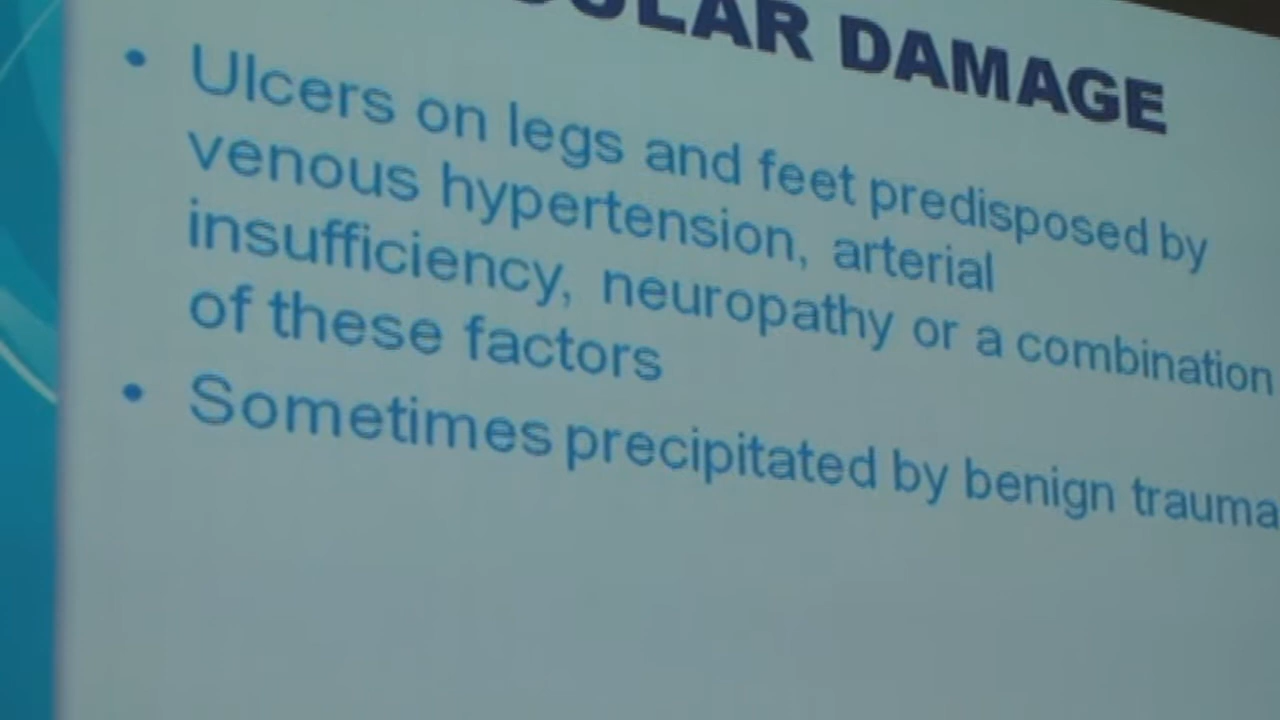 DAMAGE
• Ulcers on legs and feet predisposed by
venous hypertension, arterial
insufficiency, neuropathy or a combination
of these factors
• Sometimes precipitated by benign trauma